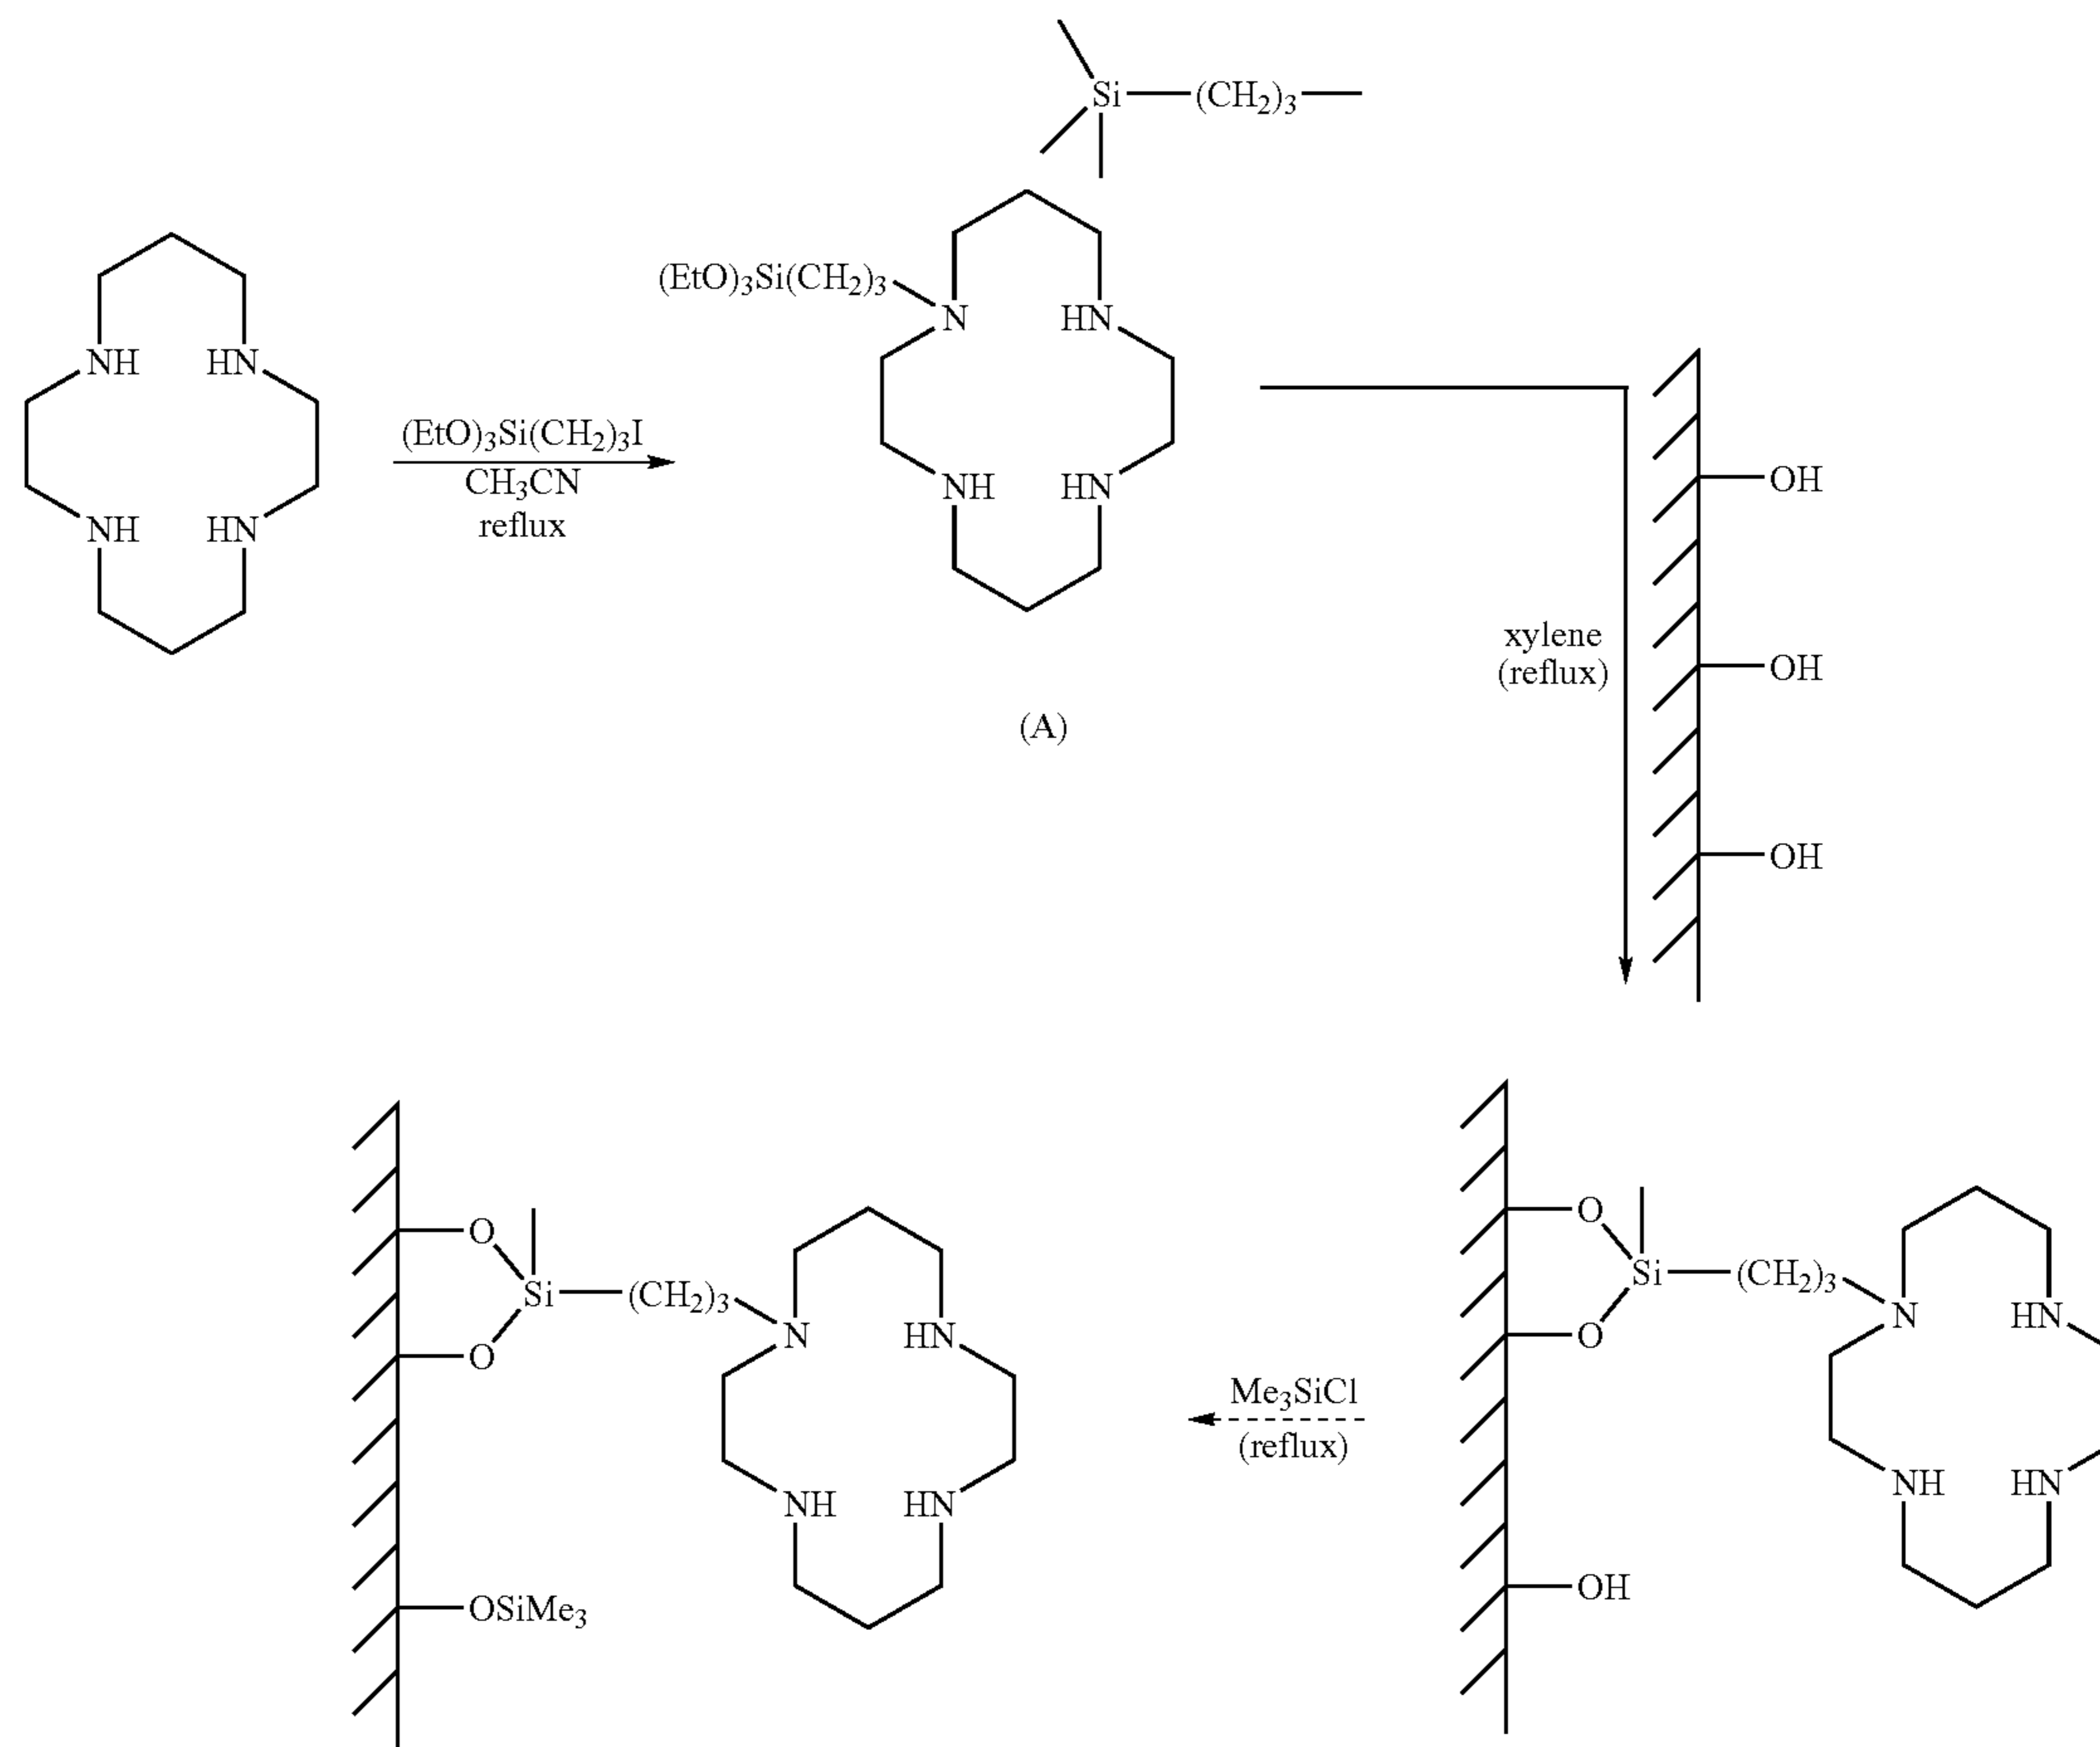 Si (CH₂)₃
NH HN
NH HN
(EtO)₃Si(CH₂)₃I
CH₃CN
reflux
(EtO)₃Si(CH₂)₃
N HN
NH HN
(A)
xylene
(reflux)
OH
OH
OH
O
Si (CH₂)₃
N HN
O
NH HN
OH
Me₃SiCl
(reflux)
O
Si (CH₂)₃
N HN
O
NH HN
OSiMe₃